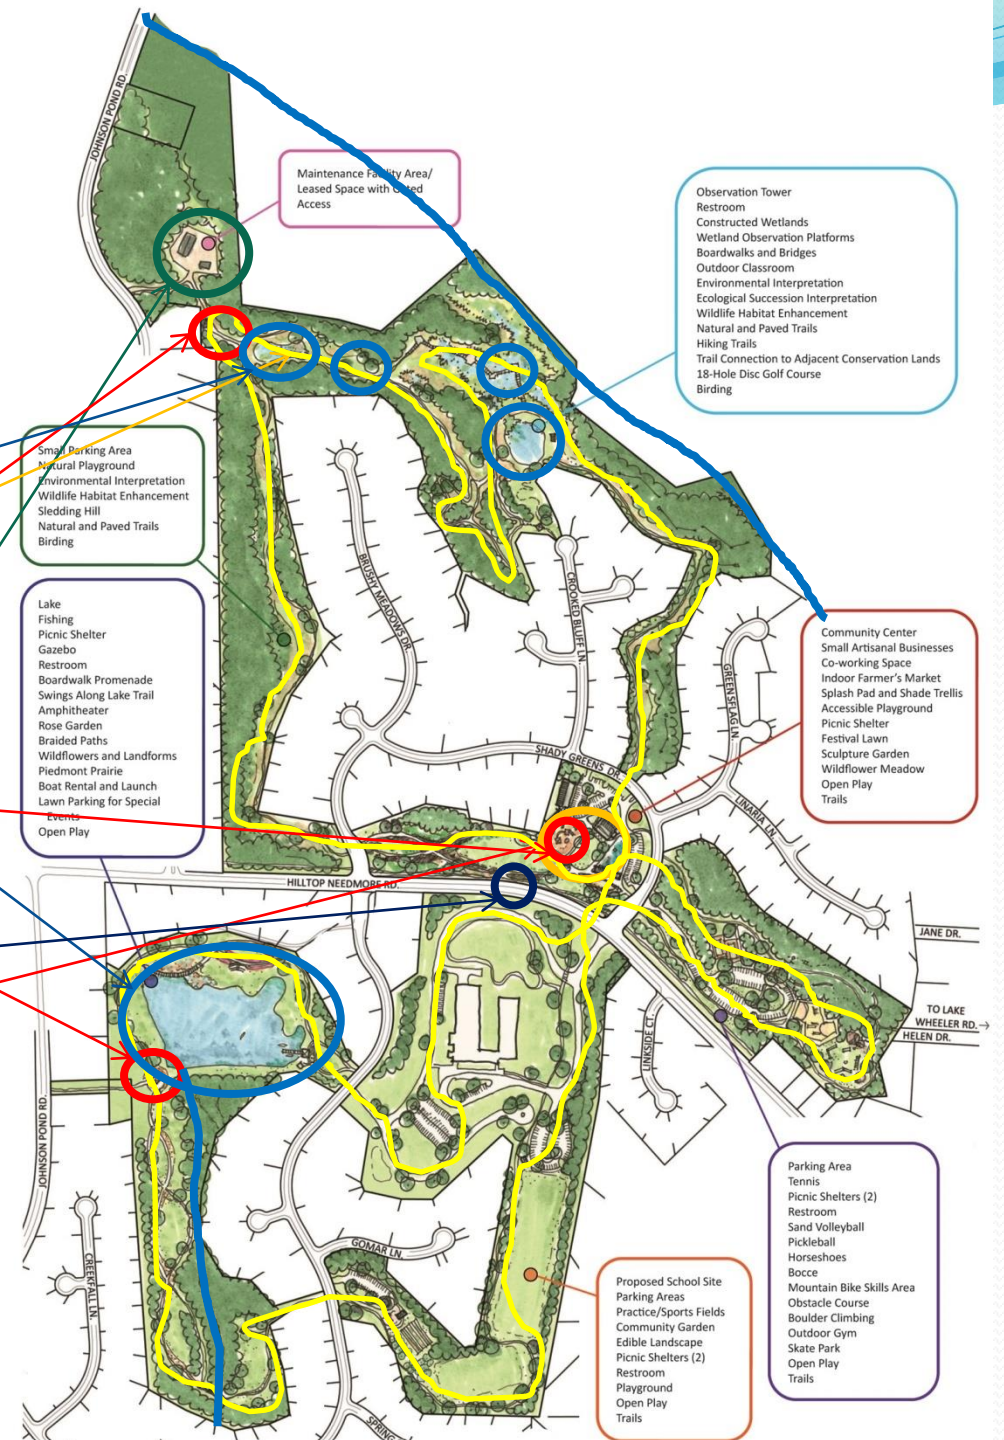 JOHNSON POND RD.
Maintenance Facility Area/
Leased Space with Gated
Access
Observation Tower
Restroom
Constructed Wetlands
Wetland Observation Platforms
Boardwalks and Bridges
Outdoor Classroom
Environmental Interpretation
Ecological Succession Interpretation
Wildlife Habitat Enhancement
Natural and Paved Trails
Hiking Trails
Trail Connection to Adjacent Conservation Lands
18-Hole Disc Golf Course
Birding
Small Parking Area
Natural Playground
Environmental Interpretation
Wildlife Habitat Enhancement
Sledding Hill
Natural and Paved Trails
Birding
BRUSHY MEADOWS DR.
CROOKED BLUFF LN.
GREENSFLAG LN.
Lake
Fishing
Picnic Shelter
Gazebo
Restroom
Boardwalk Promenade
Swings Along Lake Trail
Amphitheater
Rose Garden
Braided Paths
Wildflowers and Landforms
Piedmont Prairie
Boat Rental and Launch
Lawn Parking for Special
Events
Open Play
Community Center
Small Artisanal Businesses
Co-working Space
Indoor Farmer's Market
Splash Pad and Shade Trellis
Accessible Playground
Picnic Shelter
Festival Lawn
Sculpture Garden
Wildflower Meadow
Open Play
Trails
SHADY GREENS DR.
LINARIA LN.
HILLTOP NEEDMORE RD.
JANE DR.
TO LAKE
WHEELER RD.
HELEN DR.
LINKSIDE CT.
JOHNSON POND RD.
CREEKFALL LN.
GOMAR LN.
Parking Area
Tennis
Picnic Shelters (2)
Restroom
Sand Volleyball
Pickleball
Horseshoes
Bocce
Mountain Bike Skills Area
Obstacle Course
Boulder Climbing
Outdoor Gym
Skate Park
Open Play
Trails
Proposed School Site
Parking Areas
Practice/Sports Fields
Community Garden
Edible Landscape
Picnic Shelters (2)
Restroom
Playground
Open Play
Trails